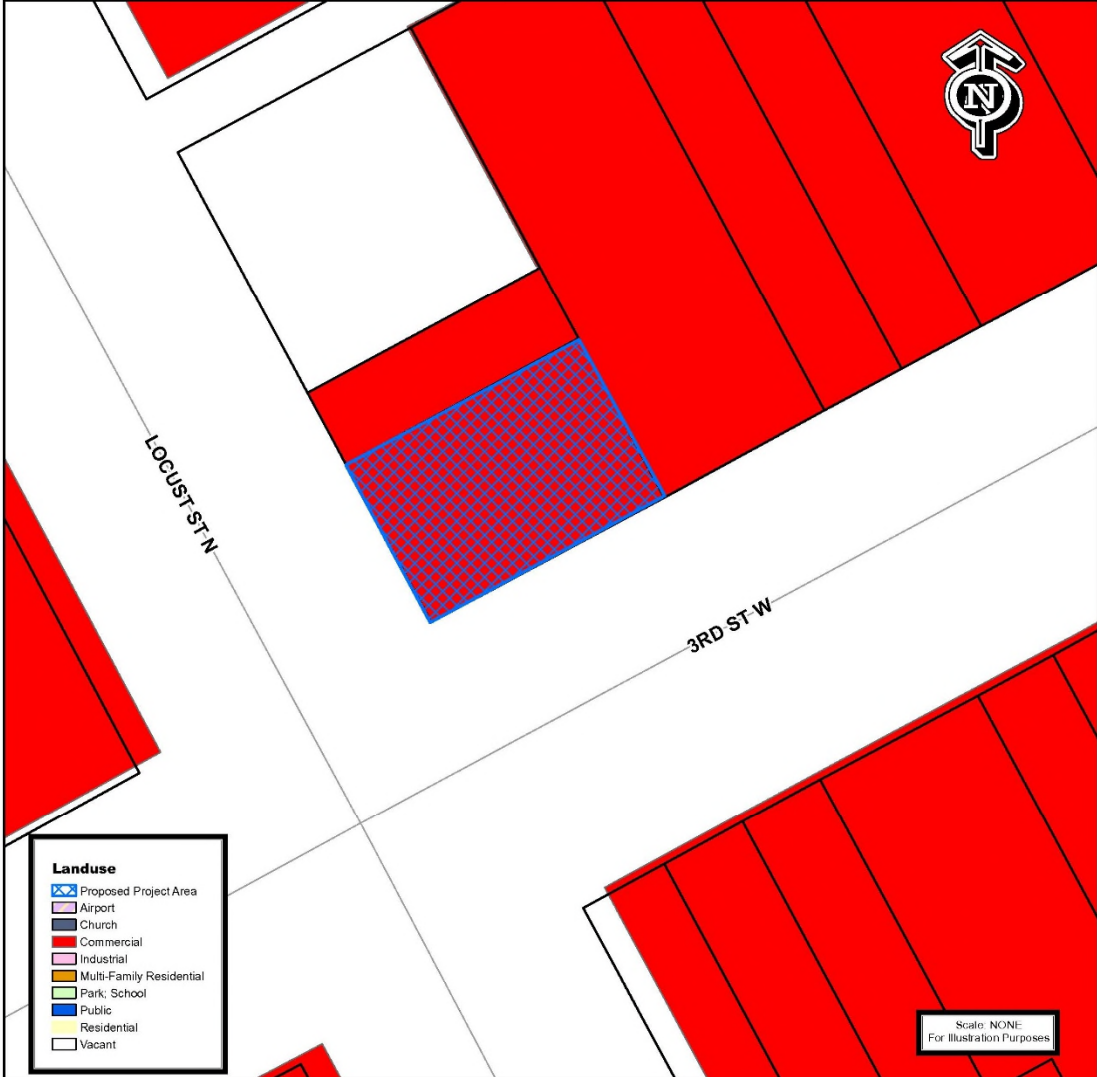 N
LOCUST ST N
3RD ST W
Landuse
Proposed Project Area
Airport
Church
Commercial
Industrial
Multi-Family Residential
Park; School
Public
Residential
Vacant
Scale: NONE
For Illustration Purposes